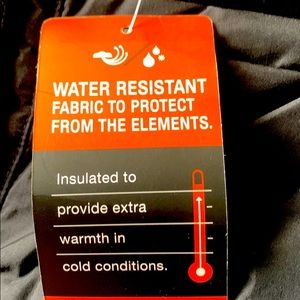 WATER RESISTANT
FABRIC TO PROTECT
FROM THE ELEMENTS.
Insulated to
provide extra
warmth in
cold conditions.